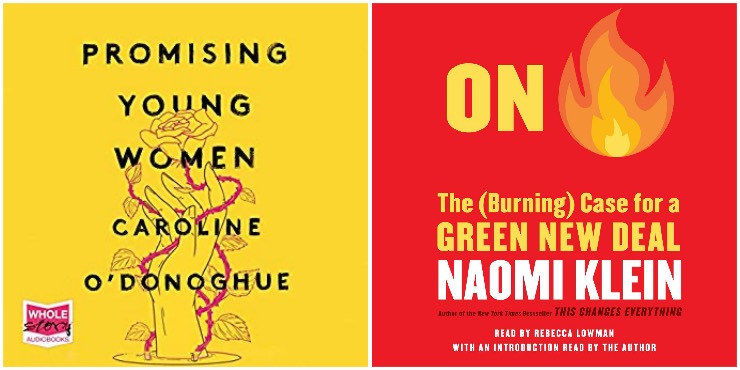 PROMISING
YOUNG
WOMEN
CAROLINE
O'DONOGHUE
WHOLE
story
AUDIOBOOKS
ON
The (Burning) Case for a
GREEN NEW DEAL
NAOMI KLEIN
Author of the New York Times Bestseller THIS CHANGES EVERYTHING
READ BY REBECCA LOWMAN
WITH AN INTRODUCTION READ BY THE AUTHOR